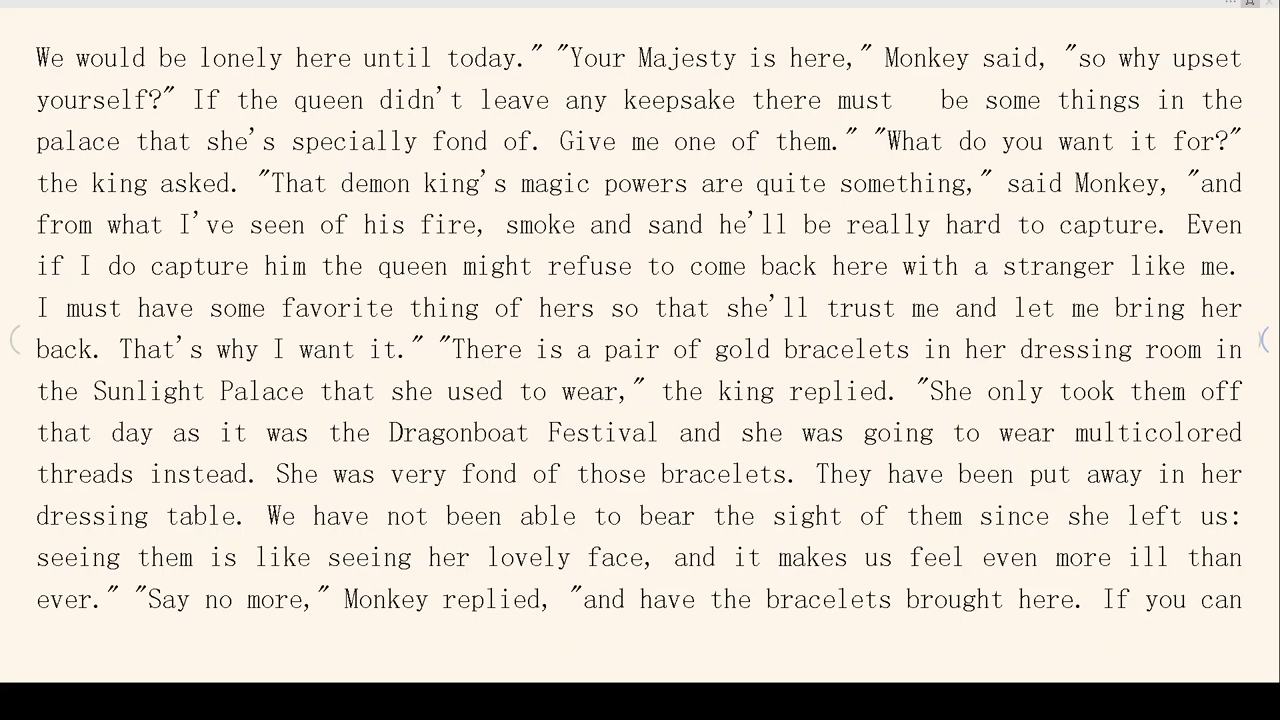 We would be lonely here until today." "Your Majesty is here," Monkey said, "so why upset
yourself?" If the queen didn't leave any keepsake there must be some things in the
palace that she's specially fond of. Give me one of them." "What do you want it for?"
the king asked. "That demon king's magic powers are quite something," said Monkey, "and
from what I've seen of his fire, smoke and sand he'll be really hard to capture. Even
if I do capture him the queen might refuse to come back here with a stranger like me.
I must have some favorite thing of hers so that she'll trust me and let me bring her
back. That's why I want it." "There is a pair of gold bracelets in her dressing room in
the Sunlight Palace that she used to wear," the king replied. "She only took them off
that day as it was the Dragonboat Festival and she was going to wear multicolored
threads instead. She was very fond of those bracelets. They have been put away in her
dressing table. We have not been able to bear the sight of them since she left us:
seeing them is like seeing her lovely face, and it makes us feel even more ill than
ever." "Say no more," Monkey replied, "and have the bracelets brought here. If you can